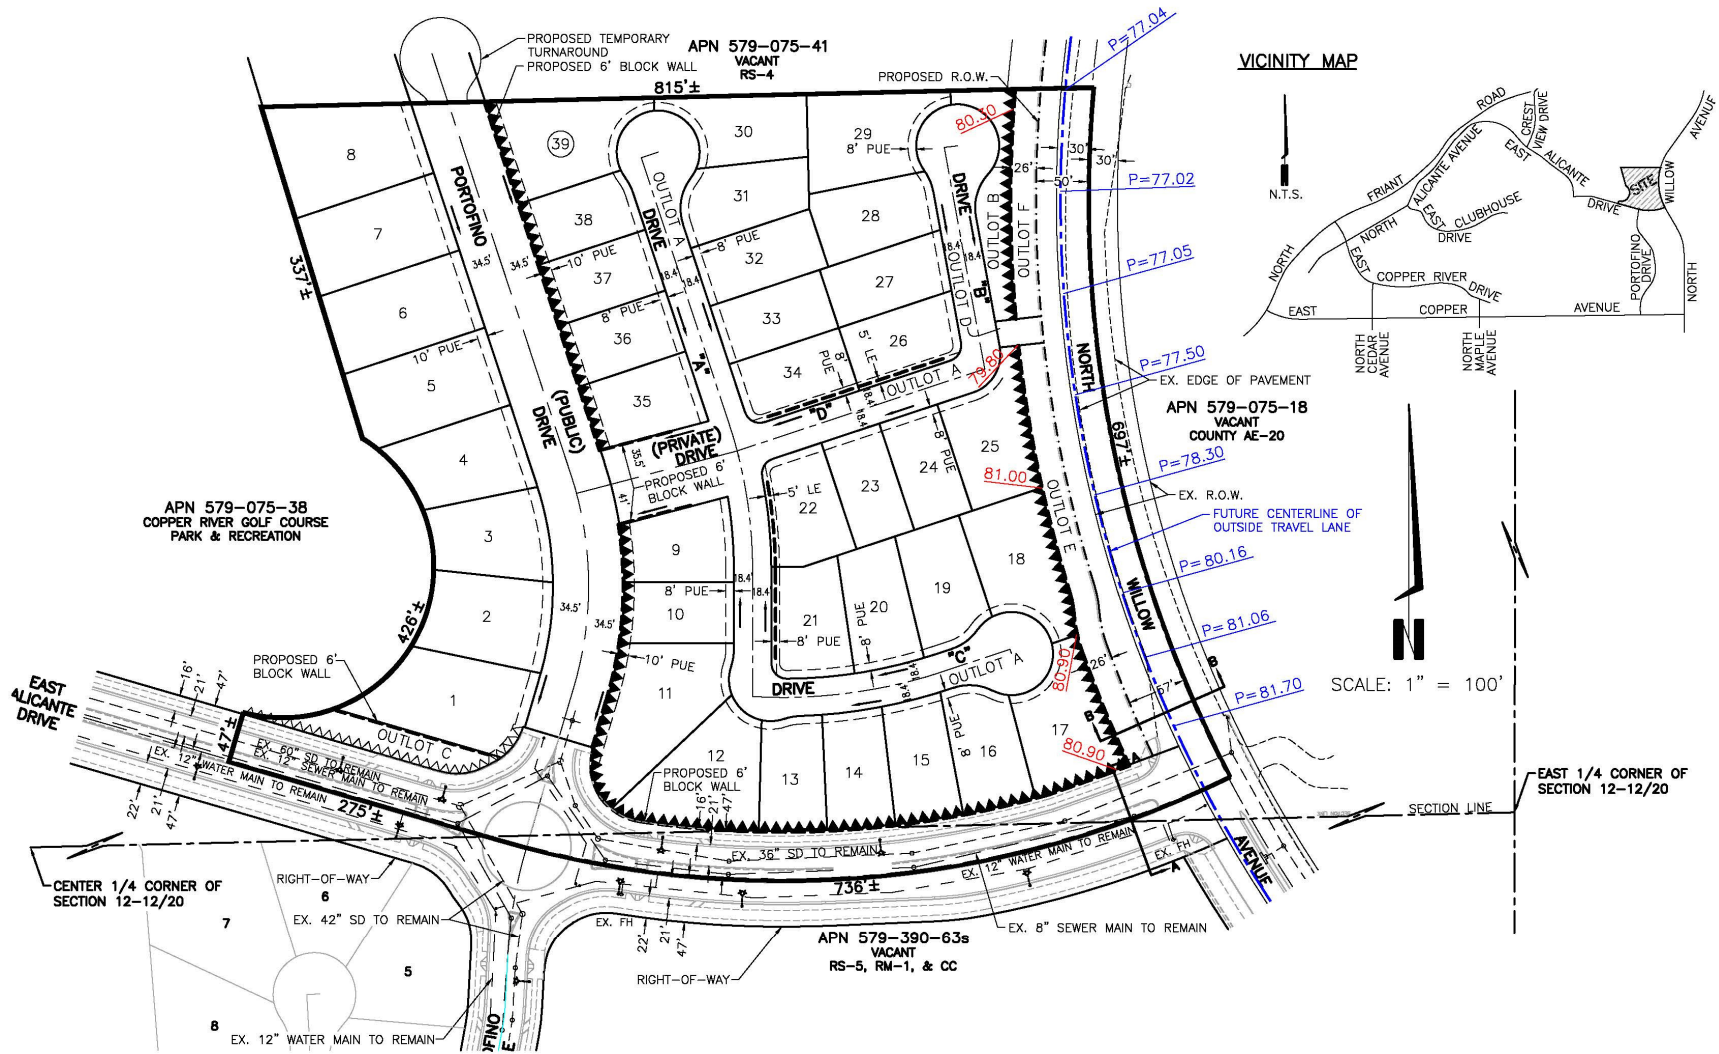 PROPOSED TEMPORARY
TURNAROUND
PROPOSED 6' BLOCK WALL
APN 579-075-41
VACANT
RS-4
815'±
PROPOSED R.O.W.
P=77.04
VICINITY MAP
N.T.S.
FRIANT
ROAD
NORTH
ALICANTE AVENUE
NORTH
CREST
VIEW DRIVE
EAST
ALICANTE
DRIVE
SITE
WILLOW
AVENUE
NORTH
EAST
CLUBHOUSE
DRIVE
EAST
COPPER RIVER
DRIVE
PORTOFINO
DRIVE
EAST
COPPER
AVENUE
NORTH
CEDAR
AVENUE
NORTH
MAPLE
AVENUE
8
7
6
5
4
3
2
1
337'±
PORTOFINO
(PUBLIC)
DRIVE
34.5'
34.5'
10' PUE
10' PUE
39
38
37
36
35
30
31
32
33
34
29
28
27
26
8' PUE
8' PUE
8' PUE
8'
PUE
5' LE
OUTLOT A
DRIVE
"A"
18.4'
18.4'
DRIVE
"B"
OUTLOT D
18.4'
18.4'
OUTLOT B
OUTLOT F
80.30
26'
50'
30'
30'
P=77.02
P=77.05
P=77.50
EX. EDGE OF PAVEMENT
APN 579-075-18
VACANT
COUNTY AE-20
NORTH
697'±
79.80
OUTLOT A
"D"
18.4'
18.4'
(PRIVATE)
DRIVE
35.5'
41'
PROPOSED 6'
BLOCK WALL
5' LE
8' PUE
22
23
24
25
81.00
P=78.30
EX. R.O.W.
FUTURE CENTERLINE OF
OUTSIDE TRAVEL LANE
OUTLOT E
P=80.16
WILLOW
P=81.06
P=81.70
APN 579-075-38
COPPER RIVER GOLF COURSE
PARK & RECREATION
426'±
9
10
11
8' PUE
18.4'
18.4'
34.5'
34.5'
10' PUE
21
20
19
18
8' PUE
8' PUE
"C"
OUTLOT A
DRIVE
18.4'
18.4'
8' PUE
12
13
14
15
16
17
80.90
80.90
26'
67'
B
B
A
SCALE: 1" = 100'
PROPOSED 6'
BLOCK WALL
EAST
ALICANTE
DRIVE
16'
21'
47'
47'±
OUTLOT C
EX. 60" SD TO REMAIN
EX. 12" SEWER MAIN TO REMAIN
EX. 12" WATER MAIN TO REMAIN
275'±
22'
21'
47'
PROPOSED 6'
BLOCK WALL
16'
21'
47'
EX. 36" SD TO REMAIN
EX. 12" WATER MAIN TO REMAIN
EX. FH
A
736'±
AVENUE
SECTION LINE
EAST 1/4 CORNER OF
SECTION 12-12/20
CENTER 1/4 CORNER OF
SECTION 12-12/20
RIGHT-OF-WAY
6
7
5
8
EX. 42" SD TO REMAIN
EX. FH
22'
21'
47'
APN 579-390-63s
VACANT
RS-5, RM-1, & CC
EX. 8" SEWER MAIN TO REMAIN
RIGHT-OF-WAY
EX. 12" WATER MAIN TO REMAIN
OFINO
E